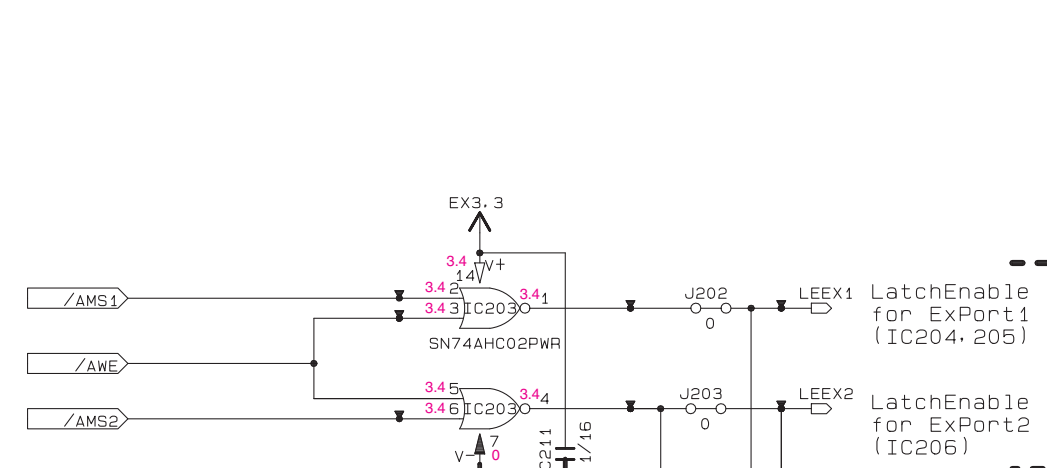 EX3.3
3.4 V+
14
/AMS1 3.4 2 3.4 1 J202 LEEX1 LatchEnable
3.4 3 IC203 0 for ExPort1
SN74AHC02PWR (IC204,205)
/AWE
3.4 5 3.4 4 J203 LEEX2 LatchEnable
3.4 6 IC203 0 for ExPort2
/AMS2 (IC206)
7
V- 0
C211
1/16